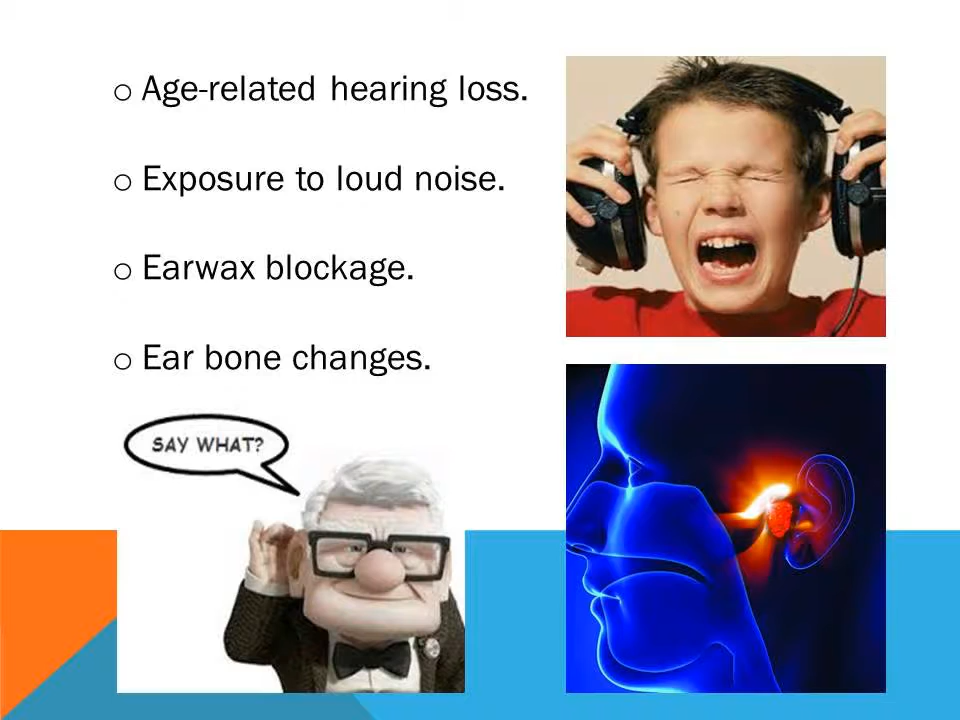 o Age-related hearing loss.
o Exposure to loud noise.
o Earwax blockage.
o Ear bone changes.
SAY WHAT?